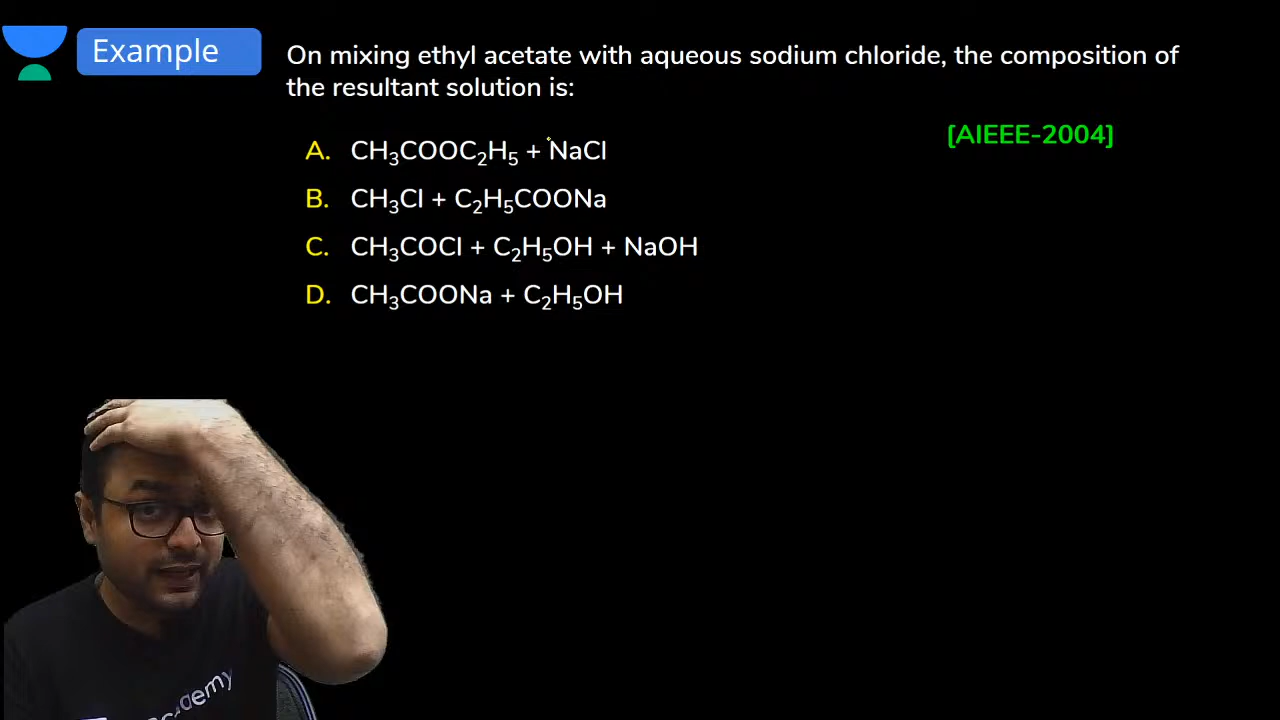 Example
On mixing ethyl acetate with aqueous sodium chloride, the composition of
the resultant solution is:
[AIEEE-2004]
A. CH₃COOC₂H₅ + NaCl
B. CH₃Cl + C₂H₅COONa
C. CH₃COCl + C₂H₅OH + NaOH
D. CH₃COONa + C₂H₅OH